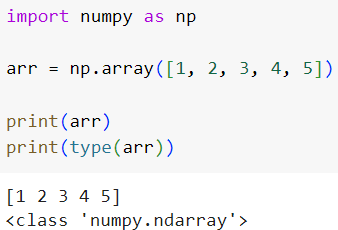 import numpy as np
arr = np.array([1, 2, 3, 4, 5])
print(arr)
print(type(arr))
[1 2 3 4 5]
<class 'numpy.ndarray'>